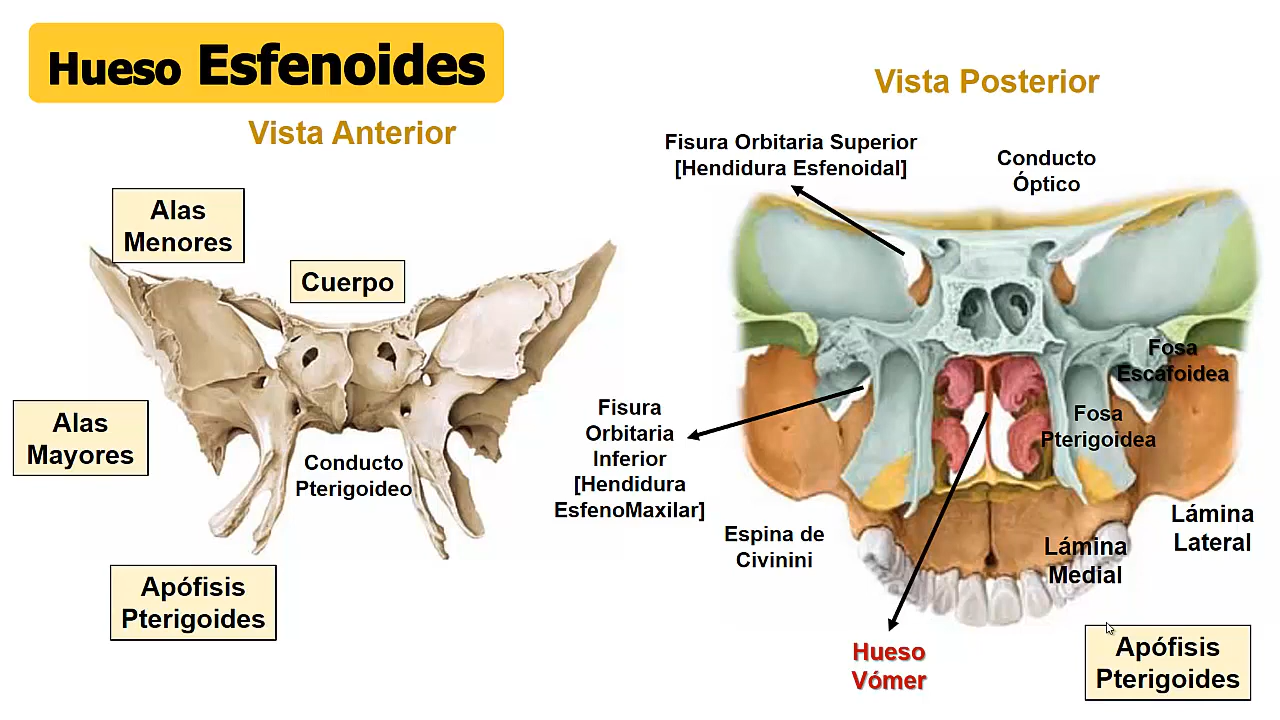 Hueso Esfenoides
Vista Anterior
Alas
Menores
Cuerpo
Alas
Mayores
Conducto
Pterigoideo
Apófisis
Pterigoides
Vista Posterior
Fisura Orbitaria Superior
[Hendidura Esfenoidal]
Conducto
Óptico
Fosa
Escafoidea
Fisura
Orbitaria
Inferior
[Hendidura
EsfenoMaxilar]
Fosa
Pterigoidea
Espina de
Civinini
Lámina
Lateral
Lámina
Medial
Hueso
Vómer
Apófisis
Pterigoides